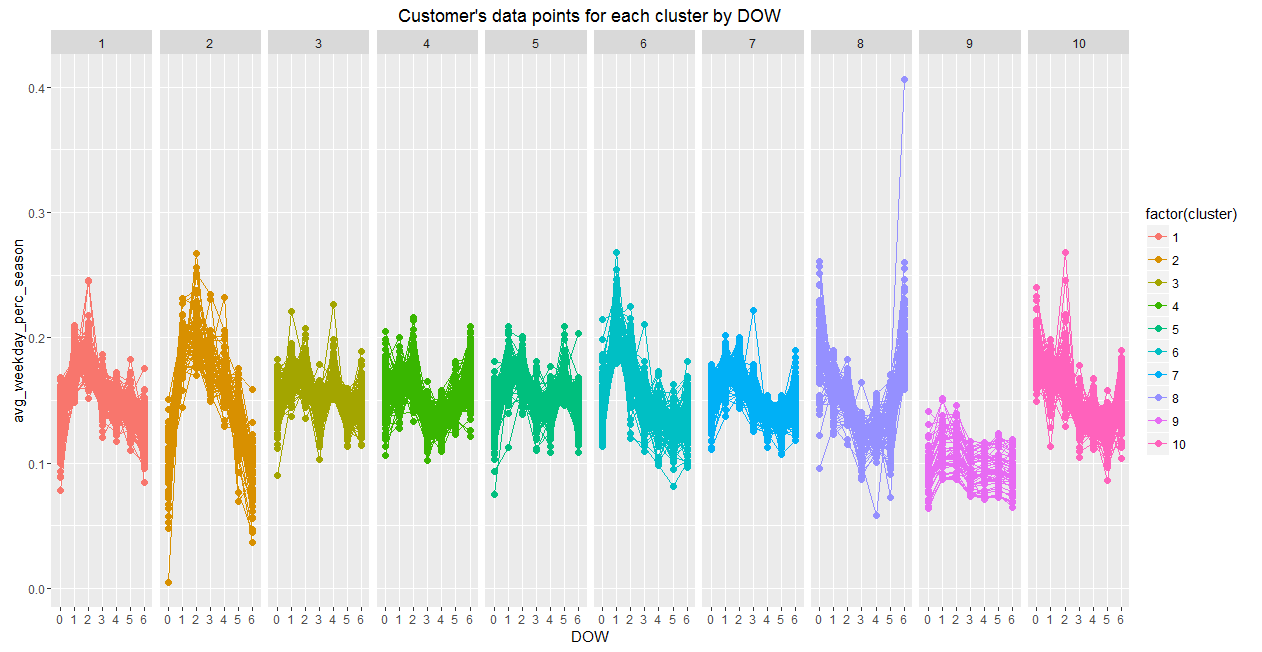 Customer's data points for each cluster by DOW
1 2 3 4 5 6 7 8 9 10
avg_weekday_perc_season
0.4
0.3
0.2
0.1
0.0
0 1 2 3 4 5 6 0 1 2 3 4 5 6 0 1 2 3 4 5 6 0 1 2 3 4 5 6 0 1 2 3 4 5 6 0 1 2 3 4 5 6 0 1 2 3 4 5 6 0 1 2 3 4 5 6 0 1 2 3 4 5 6 0 1 2 3 4 5 6
DOW
factor(cluster)
1
2
3
4
5
6
7
8
9
10